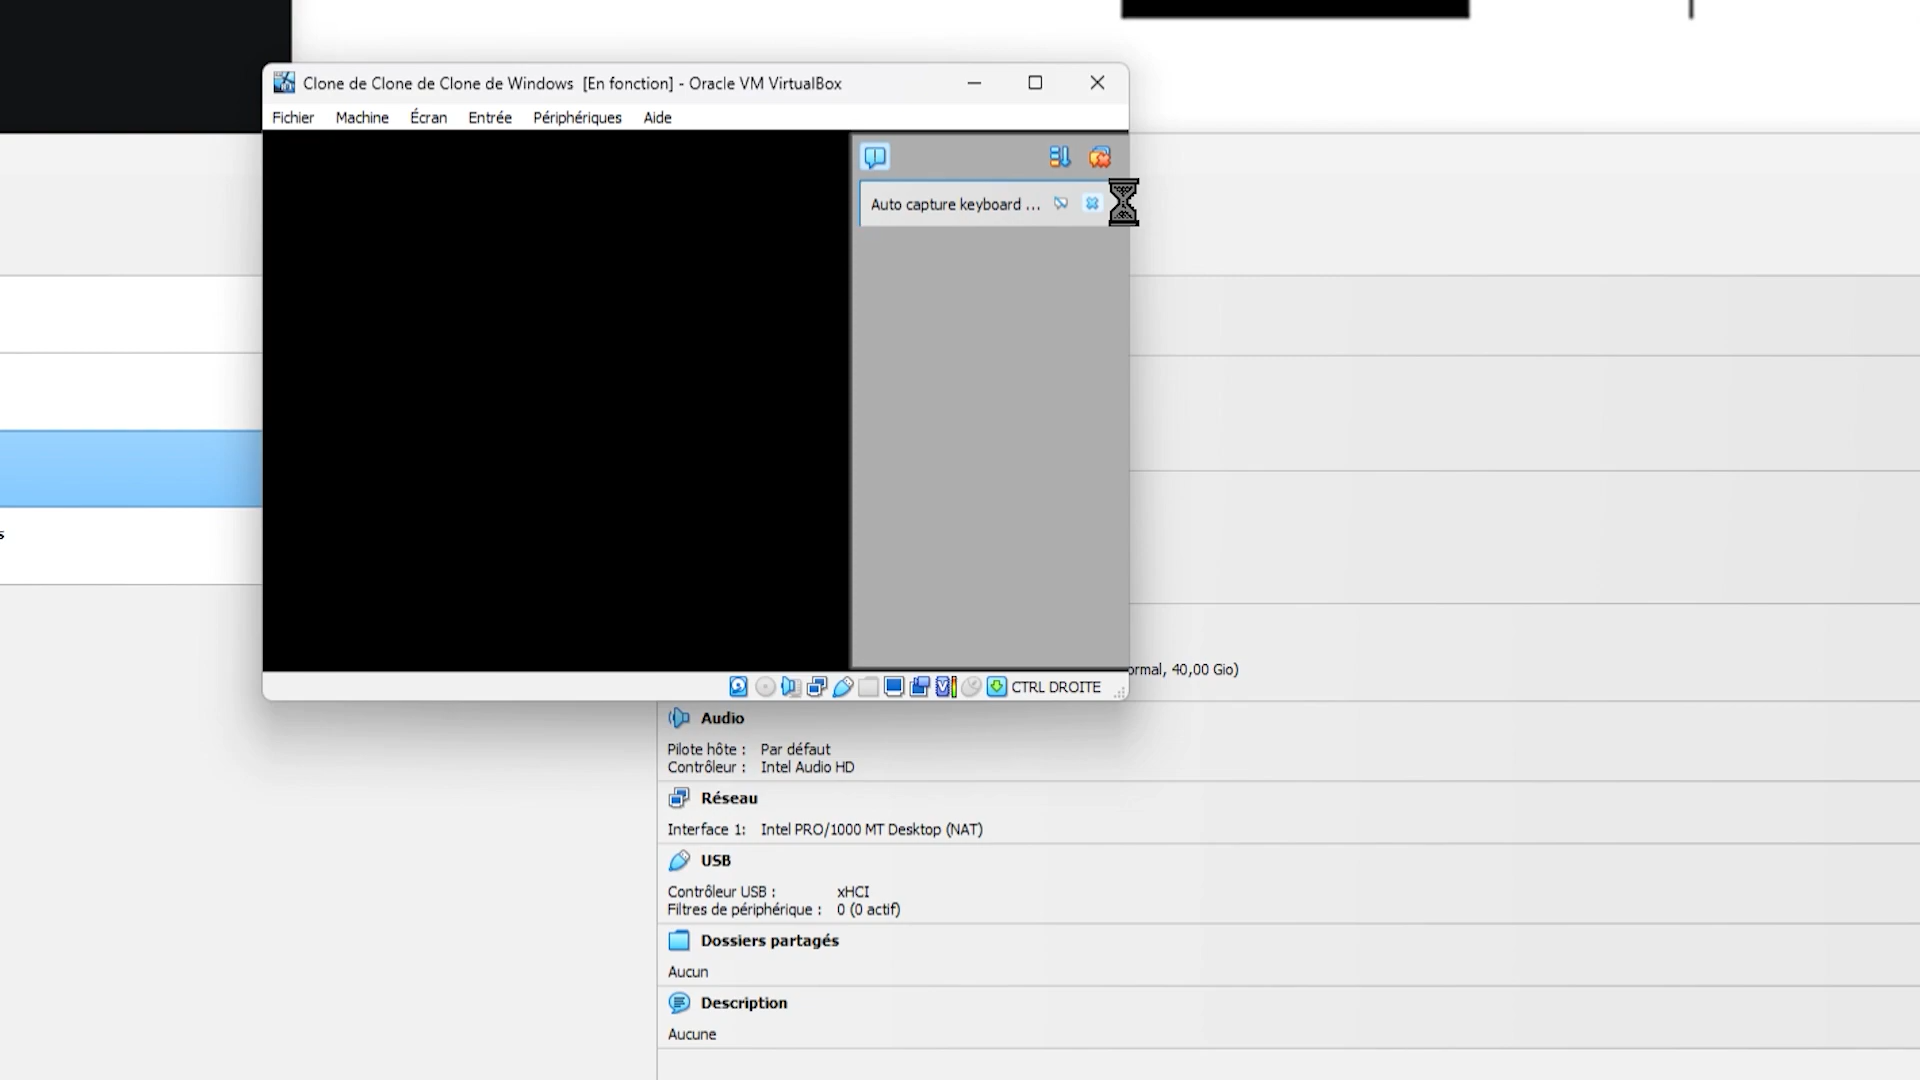 Clone de Clone de Clone de Windows [En fonction] - Oracle VM VirtualBox
Fichier Machine Écran Entrée Périphériques Aide
Auto capture keyboard ...
s
ormal, 40,00 Gio)
CTRL DROITE
Audio
Pilote hôte : Par défaut
Contrôleur : Intel Audio HD
Réseau
Interface 1: Intel PRO/1000 MT Desktop (NAT)
USB
Contrôleur USB : xHCI
Filtres de périphérique : 0 (0 actif)
Dossiers partagés
Aucun
Description
Aucune